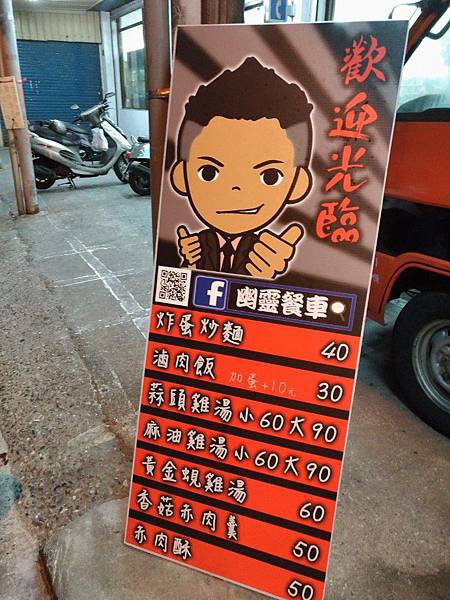 歡迎光臨
f 幽靈餐車
炸蛋炒麵 40
滷肉飯 加蛋+10元 30
蒜頭雞湯小60大90
麻油雞湯小60大90
黃金蜆雞湯 60
香菇赤肉羹 50
赤肉酥 50